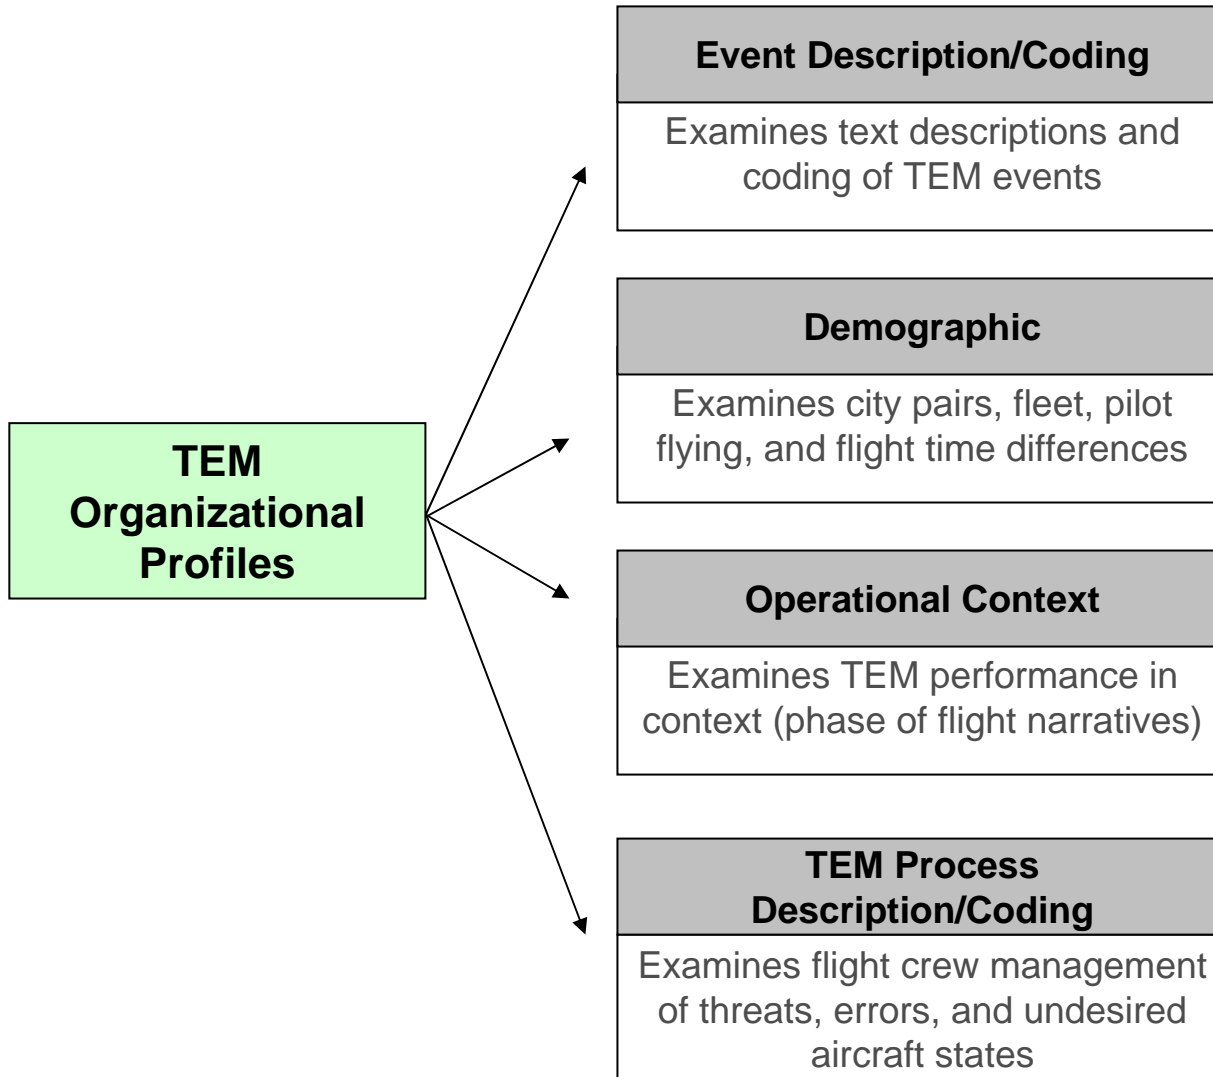 Event Description/Coding
Examines text descriptions and
coding of TEM events
Demographic
Examines city pairs, fleet, pilot
flying, and flight time differences
TEM
Organizational
Profiles
Operational Context
Examines TEM performance in
context (phase of flight narratives)
TEM Process
Description/Coding
Examines flight crew management
of threats, errors, and undesired
aircraft states